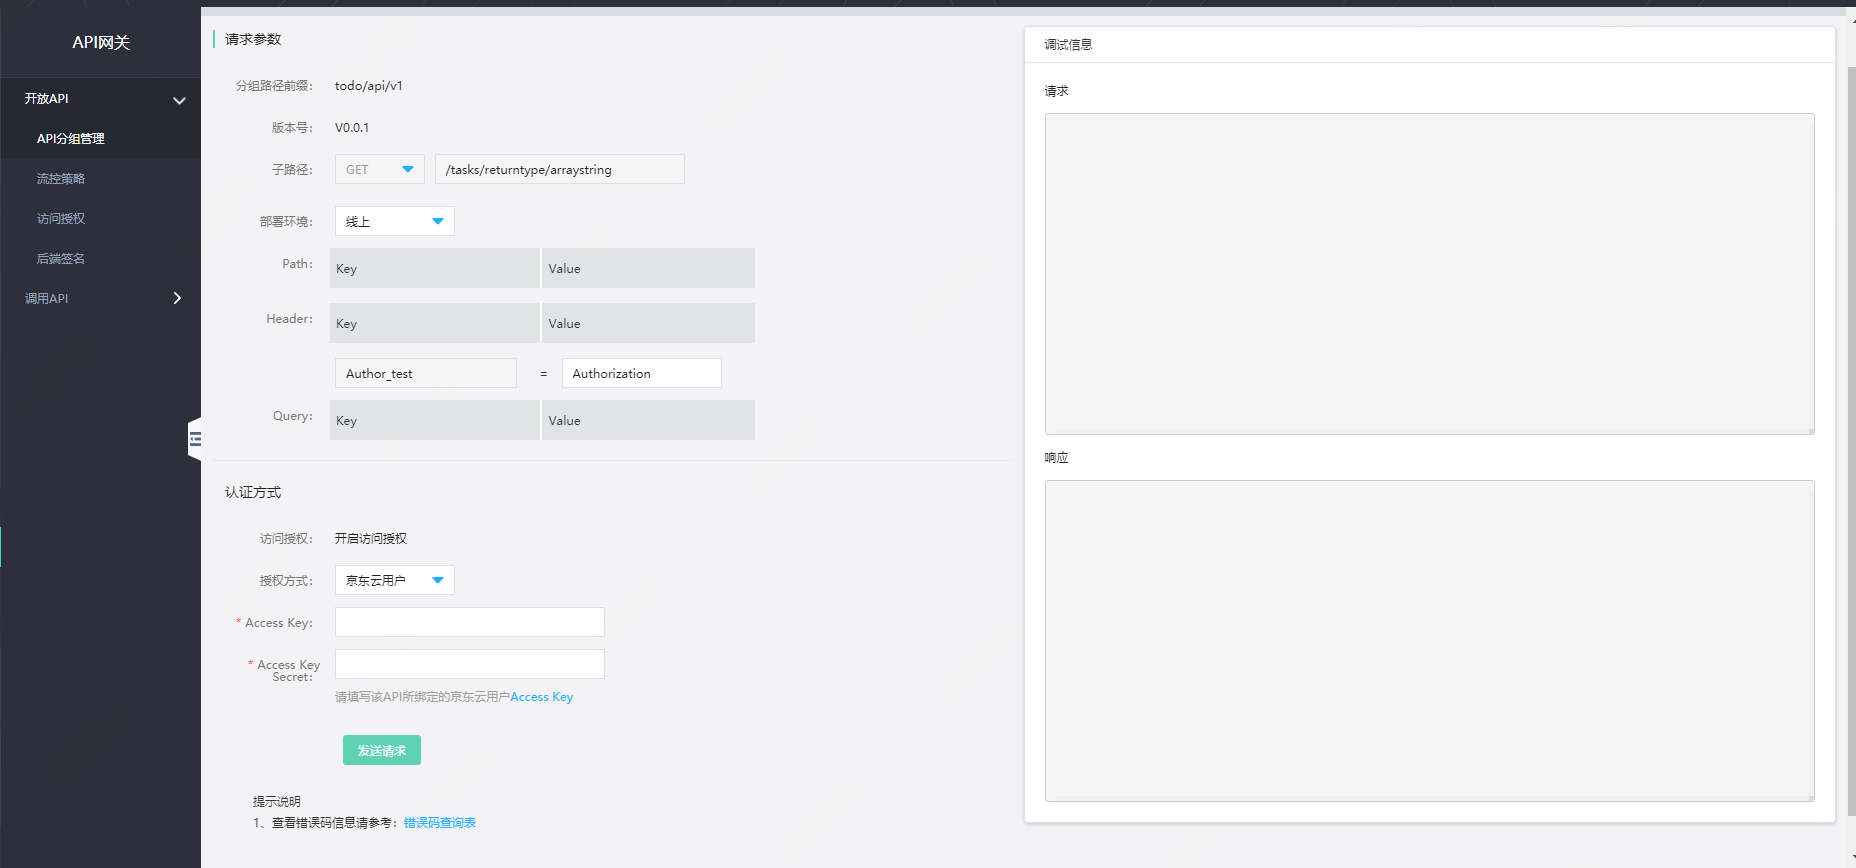 API网关
开放API
API分组管理
流控策略
访问授权
后端签名
调用API
请求参数
分组路径前缀： todo/api/v1
版本号： V0.0.1
子路径： GET /tasks/returntype/arraystring
部署环境： 线上
Path： Key Value
Header： Key Value
Author_test = Authorization
Query： Key Value
认证方式
访问授权： 开启访问授权
授权方式： 京东云用户
* Access Key：
* Access Key
Secret：
请填写该API所绑定的京东云用户Access Key
发送请求
提示说明
1、查看错误码信息请参考：错误码查询表
调试信息
请求
响应